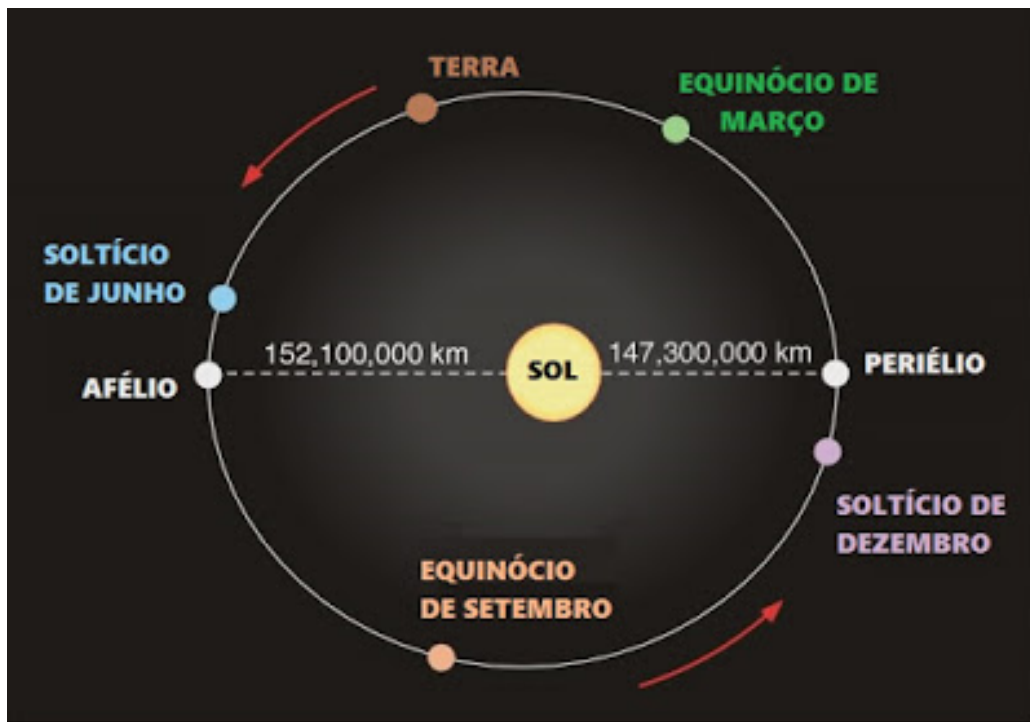 TERRA
EQUINÓCIO DE
MARÇO
SOLTÍCIO
DE JUNHO
152,100,000 km
SOL
147,300,000 km
PERIÉLIO
AFÉLIO
SOLTÍCIO DE
DEZEMBRO
EQUINÓCIO
DE SETEMBRO